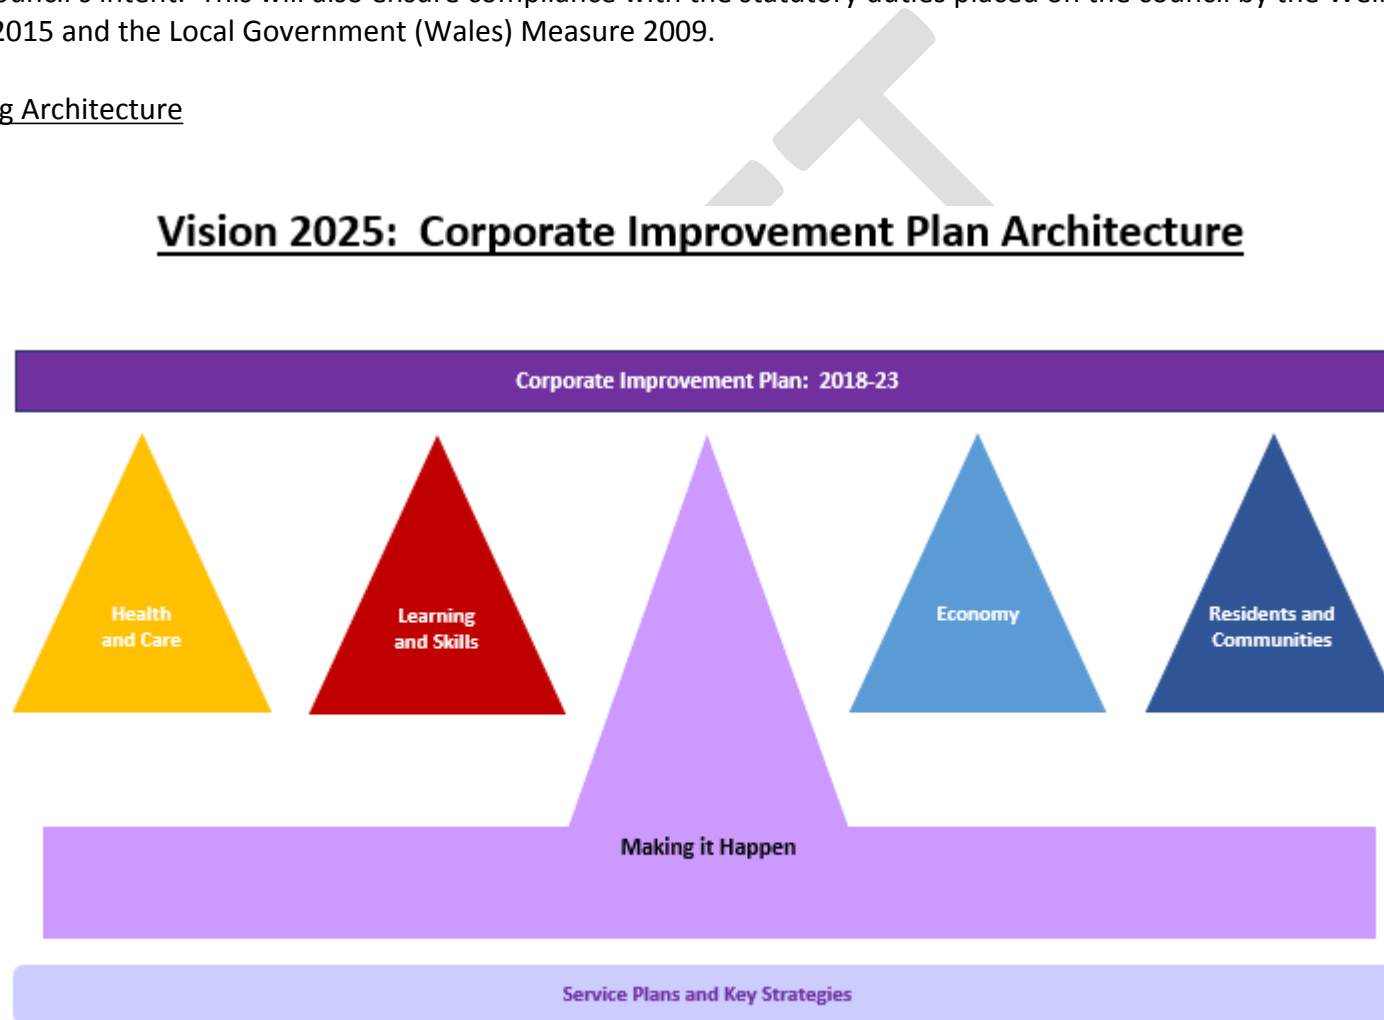 2015 and the Local Government (Wales) Measure 2009.
Architecture
Vision 2025: Corporate Improvement Plan Architecture
Corporate Improvement Plan: 2018-23
Health
and Care
Learning
and Skills
Economy
Residents and
Communities
Making it Happen
Service Plans and Key Strategies